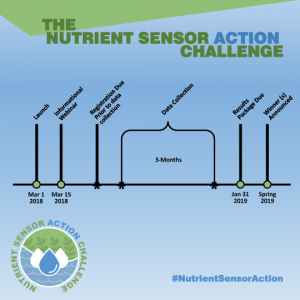 THE
NUTRIENT SENSOR ACTION
CHALLENGE
Launch
Informational
Webinar
Registration Due
Prior to data
collection
Data Collection
Results
Package Due
Winner (s)
Announced
3-Months
Mar 1
2018
Mar 15
2018
Jan 31
2019
Spring
2019
NUTRIENT SENSOR ACTION CHALLENGE
#NutrientSensorAction